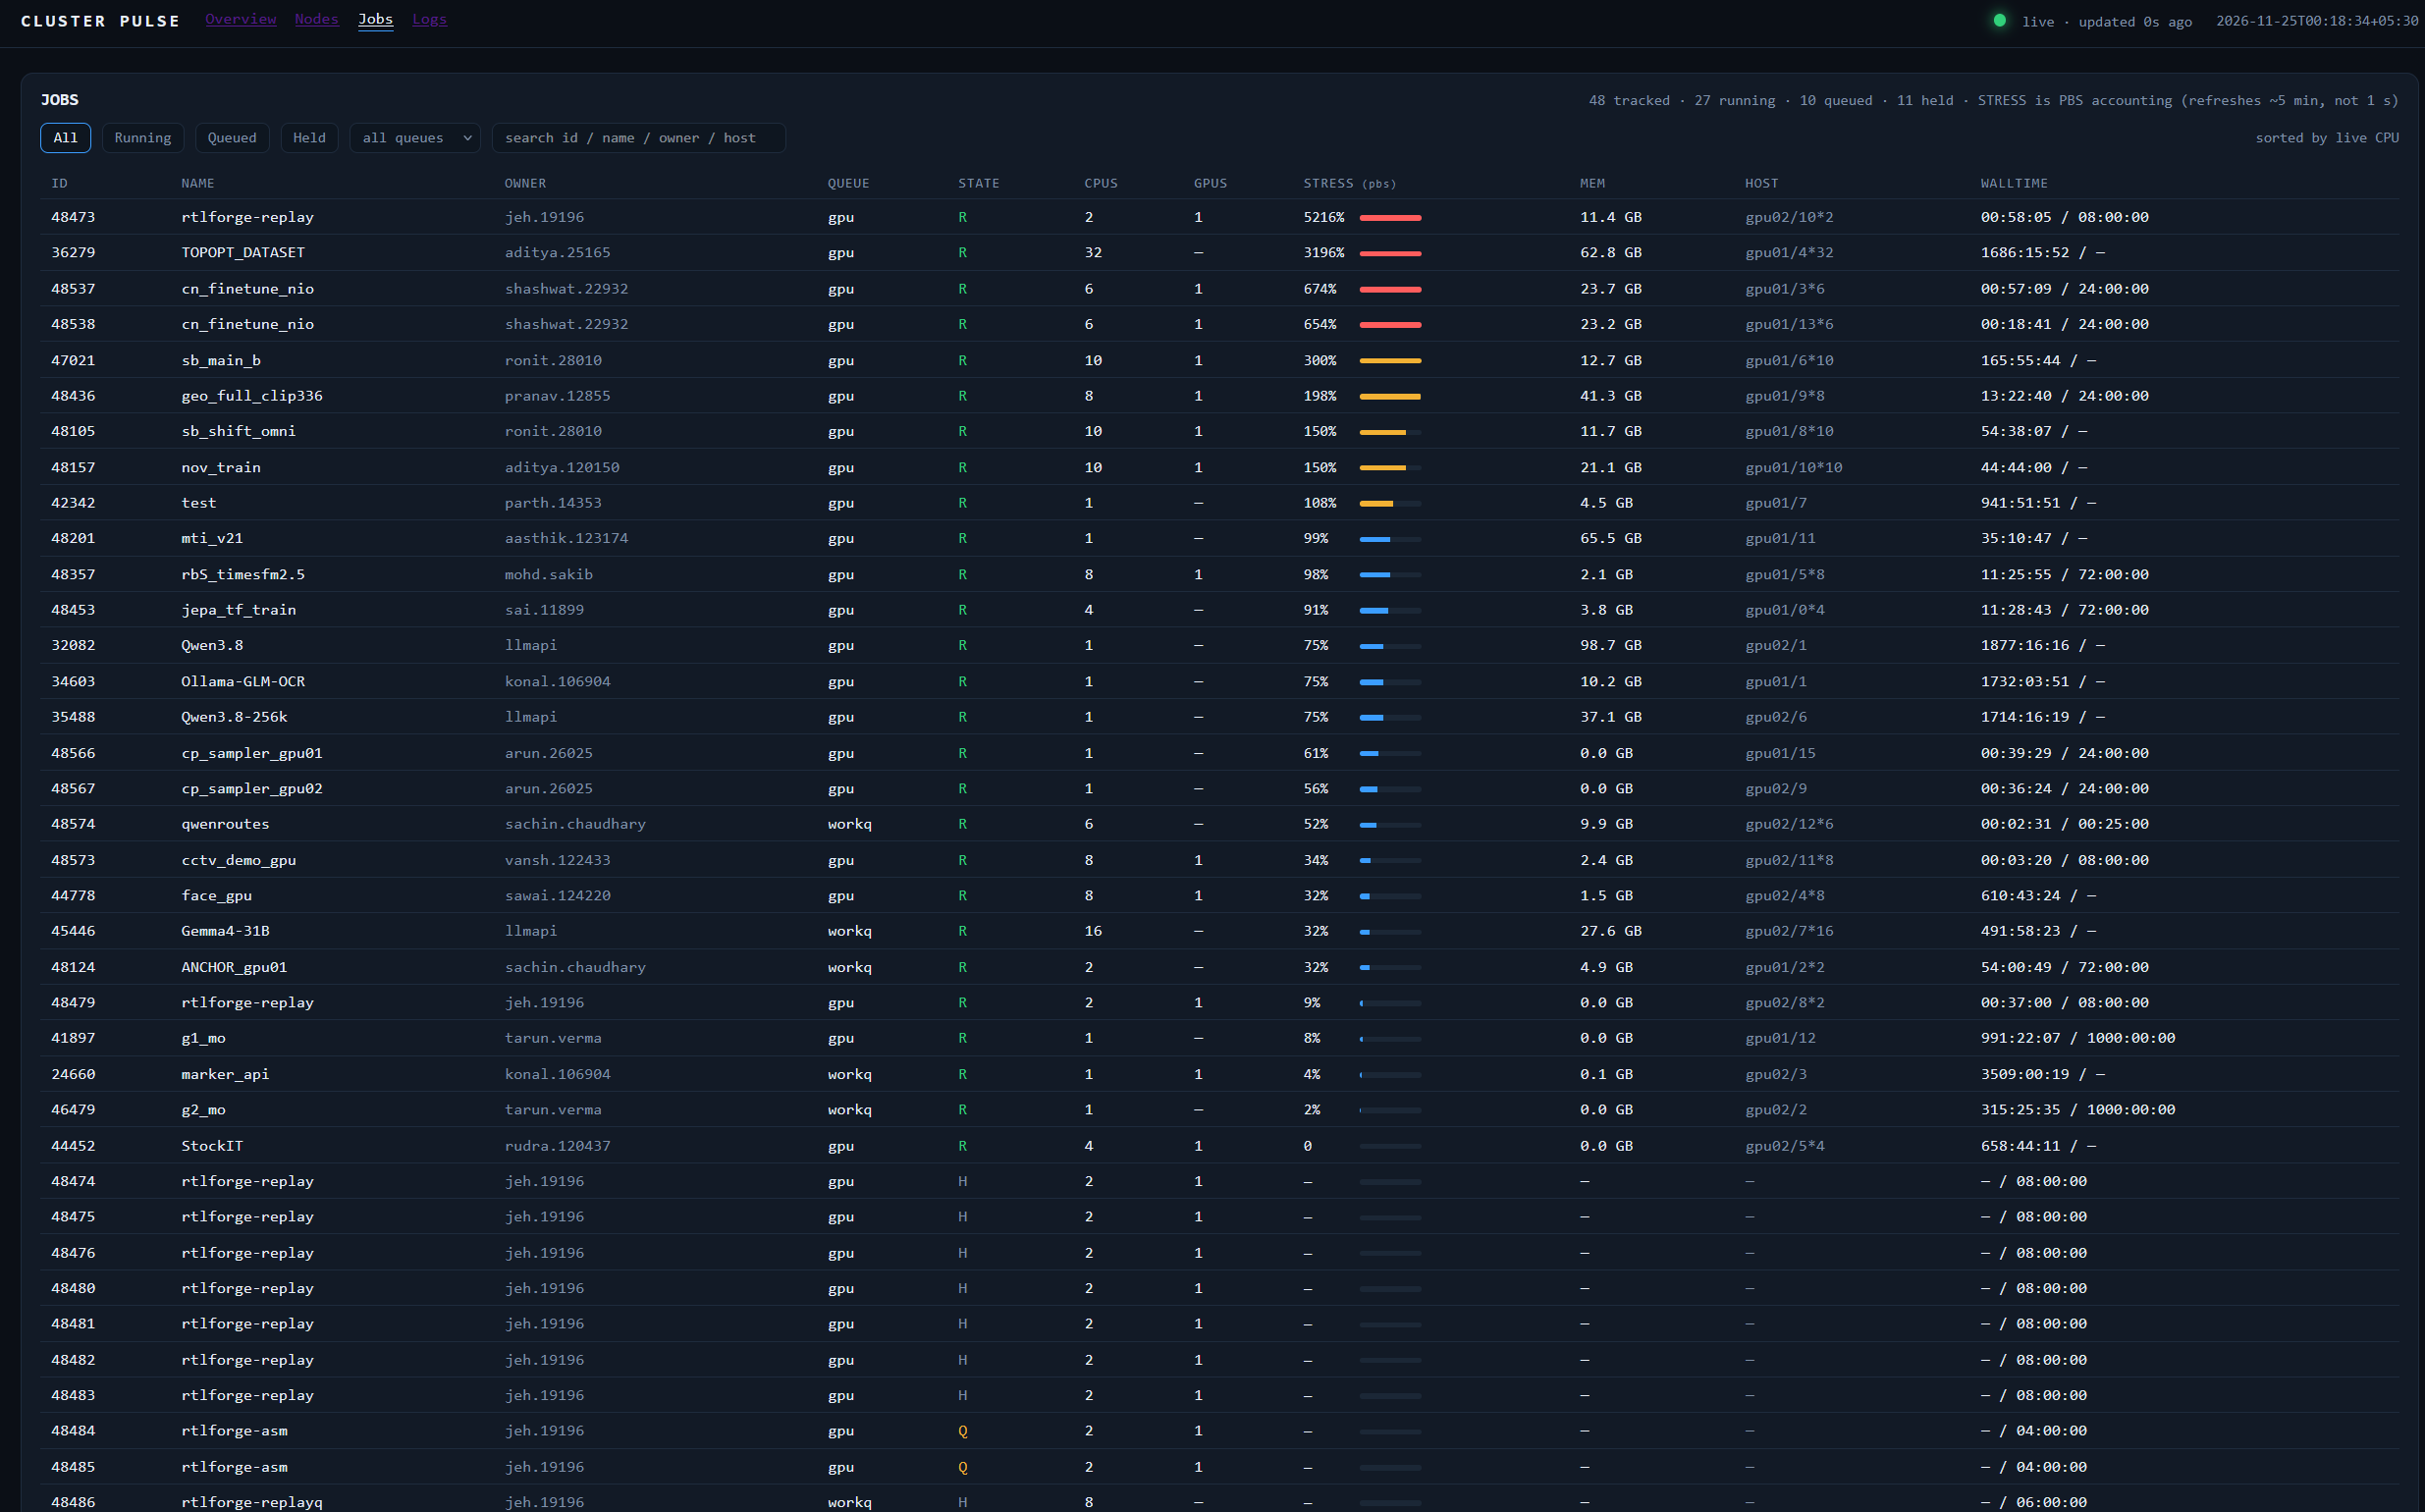 CLUSTER PULSE Overview Nodes Jobs Logs live · updated 0s ago 2026-11-25T00:18:34+05:30
JOBS 48 tracked · 27 running · 10 queued · 11 held · STRESS is PBS accounting (refreshes ~5 min, not 1 s)
All Running Queued Held all queues search id / name / owner / host sorted by live CPU
ID NAME OWNER QUEUE STATE CPUS GPUS STRESS (pbs) MEM HOST WALLTIME
48473 rtlforge-replay jeh.19196 gpu R 2 1 5216% 11.4 GB gpu02/10*2 00:58:05 / 08:00:00
36279 TOPOPT_DATASET aditya.25165 gpu R 32 — 3196% 62.8 GB gpu01/4*32 1686:15:52 / —
48537 cn_finetune_nio shashwat.22932 gpu R 6 1 674% 23.7 GB gpu01/3*6 00:57:09 / 24:00:00
48538 cn_finetune_nio shashwat.22932 gpu R 6 1 654% 23.2 GB gpu01/13*6 00:18:41 / 24:00:00
47021 sb_main_b ronit.28010 gpu R 10 1 300% 12.7 GB gpu01/6*10 165:55:44 / —
48436 geo_full_clip336 pranav.12855 gpu R 8 1 198% 41.3 GB gpu01/9*8 13:22:40 / 24:00:00
48105 sb_shift_omni ronit.28010 gpu R 10 1 150% 11.7 GB gpu01/8*10 54:38:07 / —
48157 nov_train aditya.120150 gpu R 10 1 150% 21.1 GB gpu01/10*10 44:44:00 / —
42342 test parth.14353 gpu R 1 — 108% 4.5 GB gpu01/7 941:51:51 / —
48201 mti_v21 aasthik.123174 gpu R 1 — 99% 65.5 GB gpu01/11 35:10:47 / —
48357 rbS_timesfm2.5 mohd.sakib gpu R 8 1 98% 2.1 GB gpu01/5*8 11:25:55 / 72:00:00
48453 jepa_tf_train sai.11899 gpu R 4 — 91% 3.8 GB gpu01/0*4 11:28:43 / 72:00:00
32082 Qwen3.8 llmapi gpu R 1 — 75% 98.7 GB gpu02/1 1877:16:16 / —
34603 Ollama-GLM-OCR konal.106904 gpu R 1 — 75% 10.2 GB gpu01/1 1732:03:51 / —
35488 Qwen3.8-256k llmapi gpu R 1 — 75% 37.1 GB gpu02/6 1714:16:19 / —
48566 cp_sampler_gpu01 arun.26025 gpu R 1 — 61% 0.0 GB gpu01/15 00:39:29 / 24:00:00
48567 cp_sampler_gpu02 arun.26025 gpu R 1 — 56% 0.0 GB gpu02/9 00:36:24 / 24:00:00
48574 qwenroutes sachin.chaudhary workq R 6 — 52% 9.9 GB gpu02/12*6 00:02:31 / 00:25:00
48573 cctv_demo_gpu vansh.122433 gpu R 8 1 34% 2.4 GB gpu02/11*8 00:03:20 / 08:00:00
44778 face_gpu sawai.124220 gpu R 8 1 32% 1.5 GB gpu02/4*8 610:43:24 / —
45446 Gemma4-31B llmapi workq R 16 — 32% 27.6 GB gpu02/7*16 491:58:23 / —
48124 ANCHOR_gpu01 sachin.chaudhary workq R 2 — 32% 4.9 GB gpu01/2*2 54:00:49 / 72:00:00
48479 rtlforge-replay jeh.19196 gpu R 2 1 9% 0.0 GB gpu02/8*2 00:37:00 / 08:00:00
41897 g1_mo tarun.verma gpu R 1 — 8% 0.0 GB gpu01/12 991:22:07 / 1000:00:00
24660 marker_api konal.106904 workq R 1 1 4% 0.1 GB gpu02/3 3509:00:19 / —
46479 g2_mo tarun.verma workq R 1 — 2% 0.0 GB gpu02/2 315:25:35 / 1000:00:00
44452 StockIT rudra.120437 gpu R 4 1 0 0.0 GB gpu02/5*4 658:44:11 / —
48474 rtlforge-replay jeh.19196 gpu H 2 1 — — — — / 08:00:00
48475 rtlforge-replay jeh.19196 gpu H 2 1 — — — — / 08:00:00
48476 rtlforge-replay jeh.19196 gpu H 2 1 — — — — / 08:00:00
48480 rtlforge-replay jeh.19196 gpu H 2 1 — — — — / 08:00:00
48481 rtlforge-replay jeh.19196 gpu H 2 1 — — — — / 08:00:00
48482 rtlforge-replay jeh.19196 gpu H 2 1 — — — — / 08:00:00
48483 rtlforge-replay jeh.19196 gpu H 2 1 — — — — / 08:00:00
48484 rtlforge-asm jeh.19196 gpu Q 2 1 — — — — / 04:00:00
48485 rtlforge-asm jeh.19196 gpu Q 2 1 — — — — / 04:00:00
48486 rtlforge-replayq jeh.19196 workq H 8 — — — — — / 06:00:00